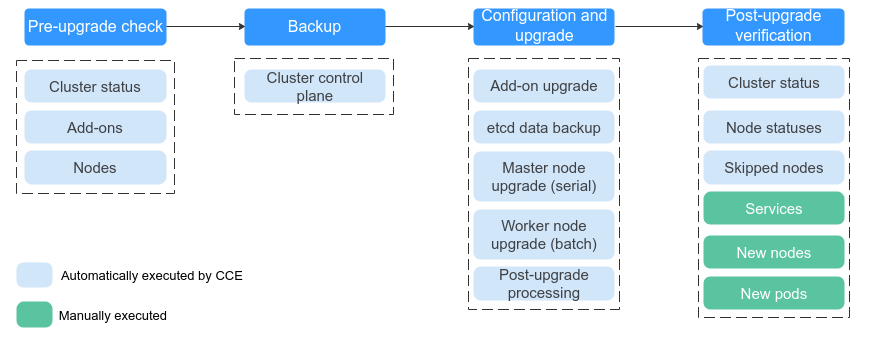 Pre-upgrade check
Backup
Configuration and
upgrade
Post-upgrade
verification
Cluster status
Add-ons
Nodes
Cluster control
plane
Add-on upgrade
etcd data backup
Master node
upgrade (serial)
Worker node
upgrade (batch)
Post-upgrade
processing
Cluster status
Node statuses
Skipped nodes
Services
New nodes
New pods
Automatically executed by CCE
Manually executed